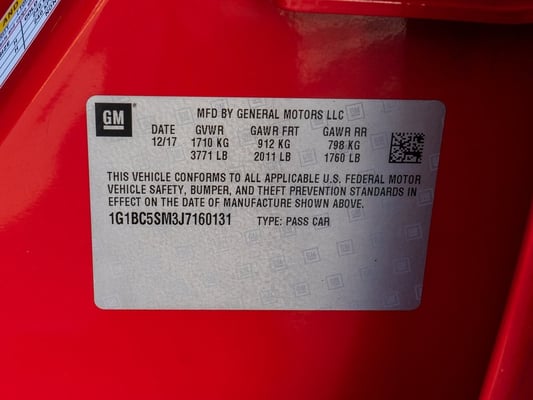 AND
GM
MFD BY GENERAL MOTORS LLC
DATE GVWR GAWR FRT GAWR RR
12/17 1710 KG 912 KG 798 KG
3771 LB 2011 LB 1760 LB
THIS VEHICLE CONFORMS TO ALL APPLICABLE U.S. FEDERAL MOTOR
VEHICLE SAFETY, BUMPER, AND THEFT PREVENTION STANDARDS IN
EFFECT ON THE DATE OF MANUFACTURE SHOWN ABOVE.
1G1BC5SM3J7160131 TYPE: PASS CAR